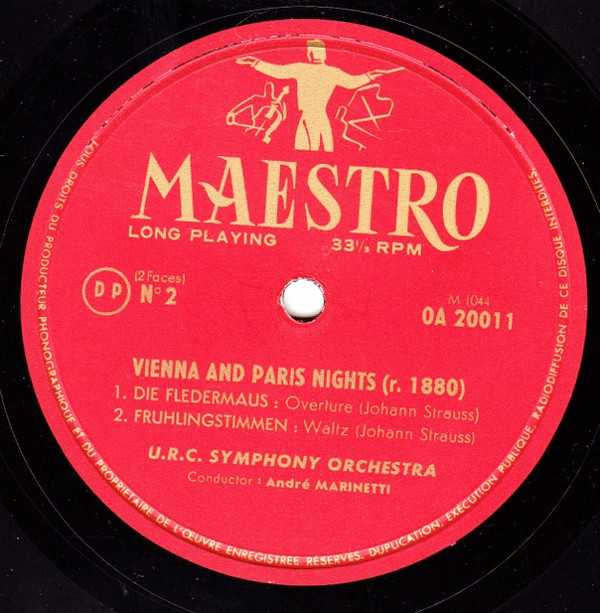 MAESTRO
LONG PLAYING 33⅓ RPM
(2 Faces)
DP N° 2
M 1044
OA 20011
VIENNA AND PARIS NIGHTS (r. 1880)
1. DIE FLEDERMAUS : Overture (Johann Strauss)
2. FRUHLINGSTIMMEN : Waltz (Johann Strauss)
U.R.C. SYMPHONY ORCHESTRA
Conductor : André MARINETTI
TOUS DROITS DU PRODUCTEUR PHONOGRAPHIQUE ET DU PROPRIETAIRE DE L'ŒUVRE ENREGISTREE RESERVES. DUPLICATION, EXECUTION PUBLIQUE, RADIODIFFUSION DE CE DISQUE INTERDITES